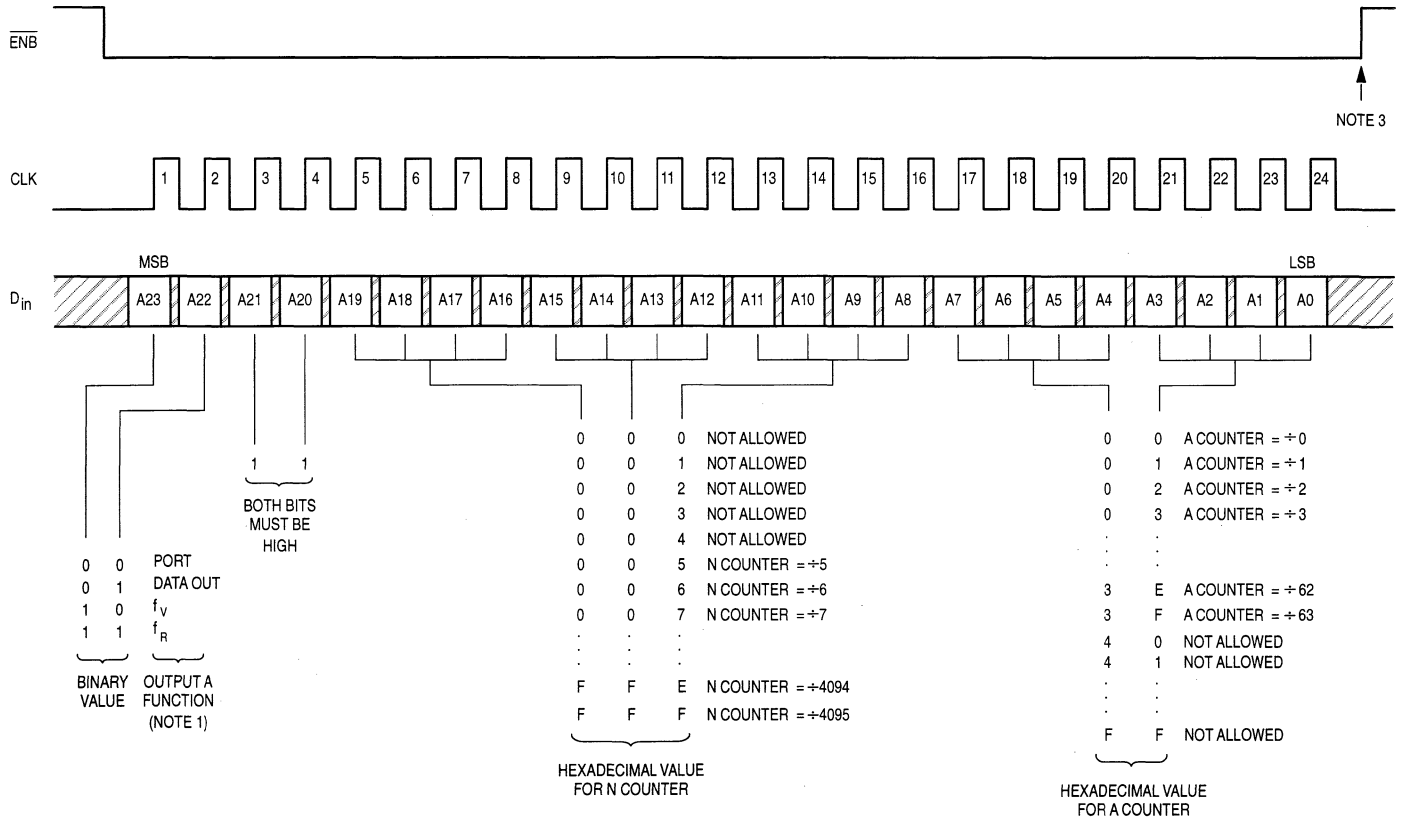 ENB
NOTE 3
CLK
1 2 3 4 5 6 7 8 9 10 11 12 13 14 15 16 17 18 19 20 21 22 23 24
MSB
LSB
Din
A23 A22 A21 A20 A19 A18 A17 A16 A15 A14 A13 A12 A11 A10 A9 A8 A7 A6 A5 A4 A3 A2 A1 A0
0 0 PORT
0 1 DATA OUT
1 0 fV
1 1 fR
BINARY
VALUE
OUTPUT A
FUNCTION
(NOTE 1)
1 1
BOTH BITS
MUST BE
HIGH
0 0 0 NOT ALLOWED
0 0 1 NOT ALLOWED
0 0 2 NOT ALLOWED
0 0 3 NOT ALLOWED
0 0 4 NOT ALLOWED
0 0 5 N COUNTER = ÷5
0 0 6 N COUNTER = ÷6
0 0 7 N COUNTER = ÷7
. . .
. . .
. . .
F F E N COUNTER = ÷4094
F F F N COUNTER = ÷4095
HEXADECIMAL VALUE
FOR N COUNTER
0 0 A COUNTER = ÷0
0 1 A COUNTER = ÷1
0 2 A COUNTER = ÷2
0 3 A COUNTER = ÷3
. .
. .
3 E A COUNTER = ÷62
3 F A COUNTER = ÷63
4 0 NOT ALLOWED
4 1 NOT ALLOWED
. .
. .
F F NOT ALLOWED
HEXADECIMAL VALUE
FOR A COUNTER